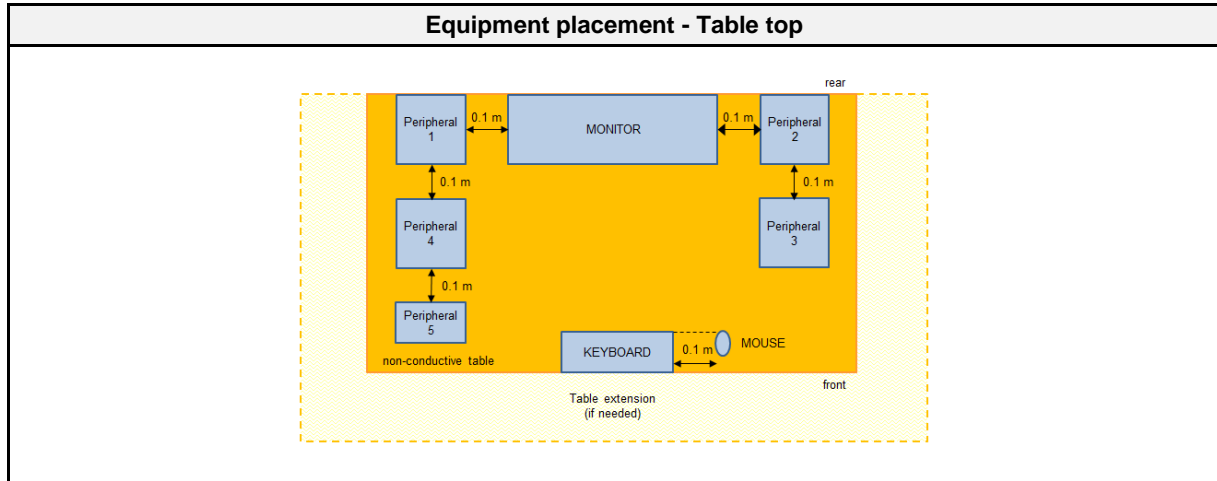 Equipment placement - Table top
rear
Peripheral
1
0.1 m
MONITOR
0.1 m
Peripheral
2
0.1 m
0.1 m
Peripheral
4
Peripheral
3
0.1 m
Peripheral
5
KEYBOARD
0.1 m
MOUSE
non-conductive table
front
Table extension
(if needed)